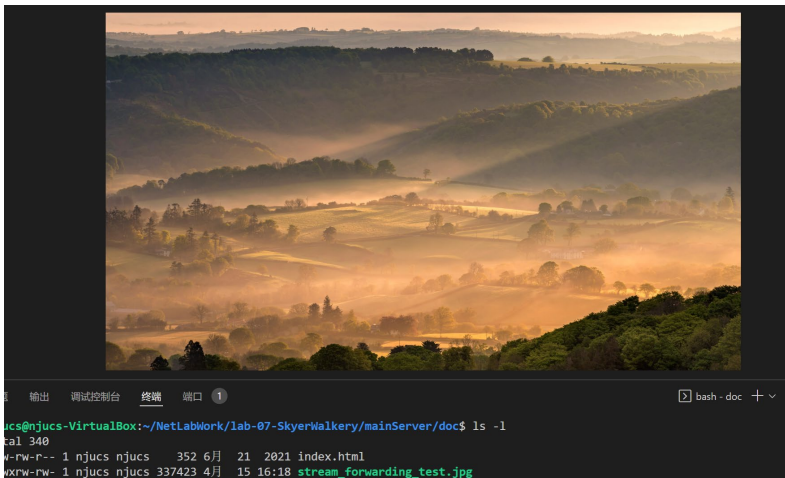 输出 调试控制台 终端 端口 1 bash - doc
ucs@njucs-VirtualBox:~/NetLabWork/lab-07-SkyerWalkery/mainServer/doc$ ls -l
tal 340
w-rw-r-- 1 njucs njucs 352 6月 21 2021 index.html
wxrw-rw- 1 njucs njucs 337423 4月 15 16:18 stream_forwarding_test.jpg